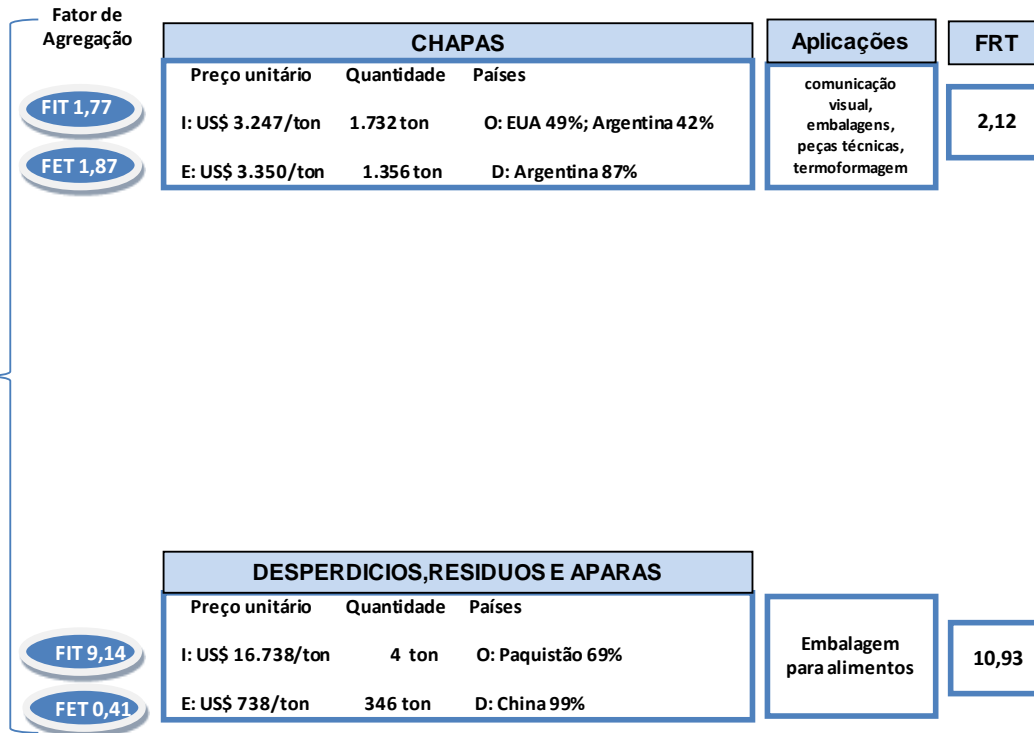 Fator de
Agregação
CHAPAS
Aplicações
FRT
Preço unitário Quantidade Países
FIT 1,77
I: US$ 3.247/ton 1.732 ton O: EUA 49%; Argentina 42%
FET 1,87
E: US$ 3.350/ton 1.356 ton D: Argentina 87%
comunicação
visual,
embalagens,
peças técnicas,
termoformagem
2,12
DESPERDICIOS,RESIDUOS E APARAS
Preço unitário Quantidade Países
FIT 9,14
I: US$ 16.738/ton 4 ton O: Paquistão 69%
FET 0,41
E: US$ 738/ton 346 ton D: China 99%
Embalagem
para alimentos
10,93